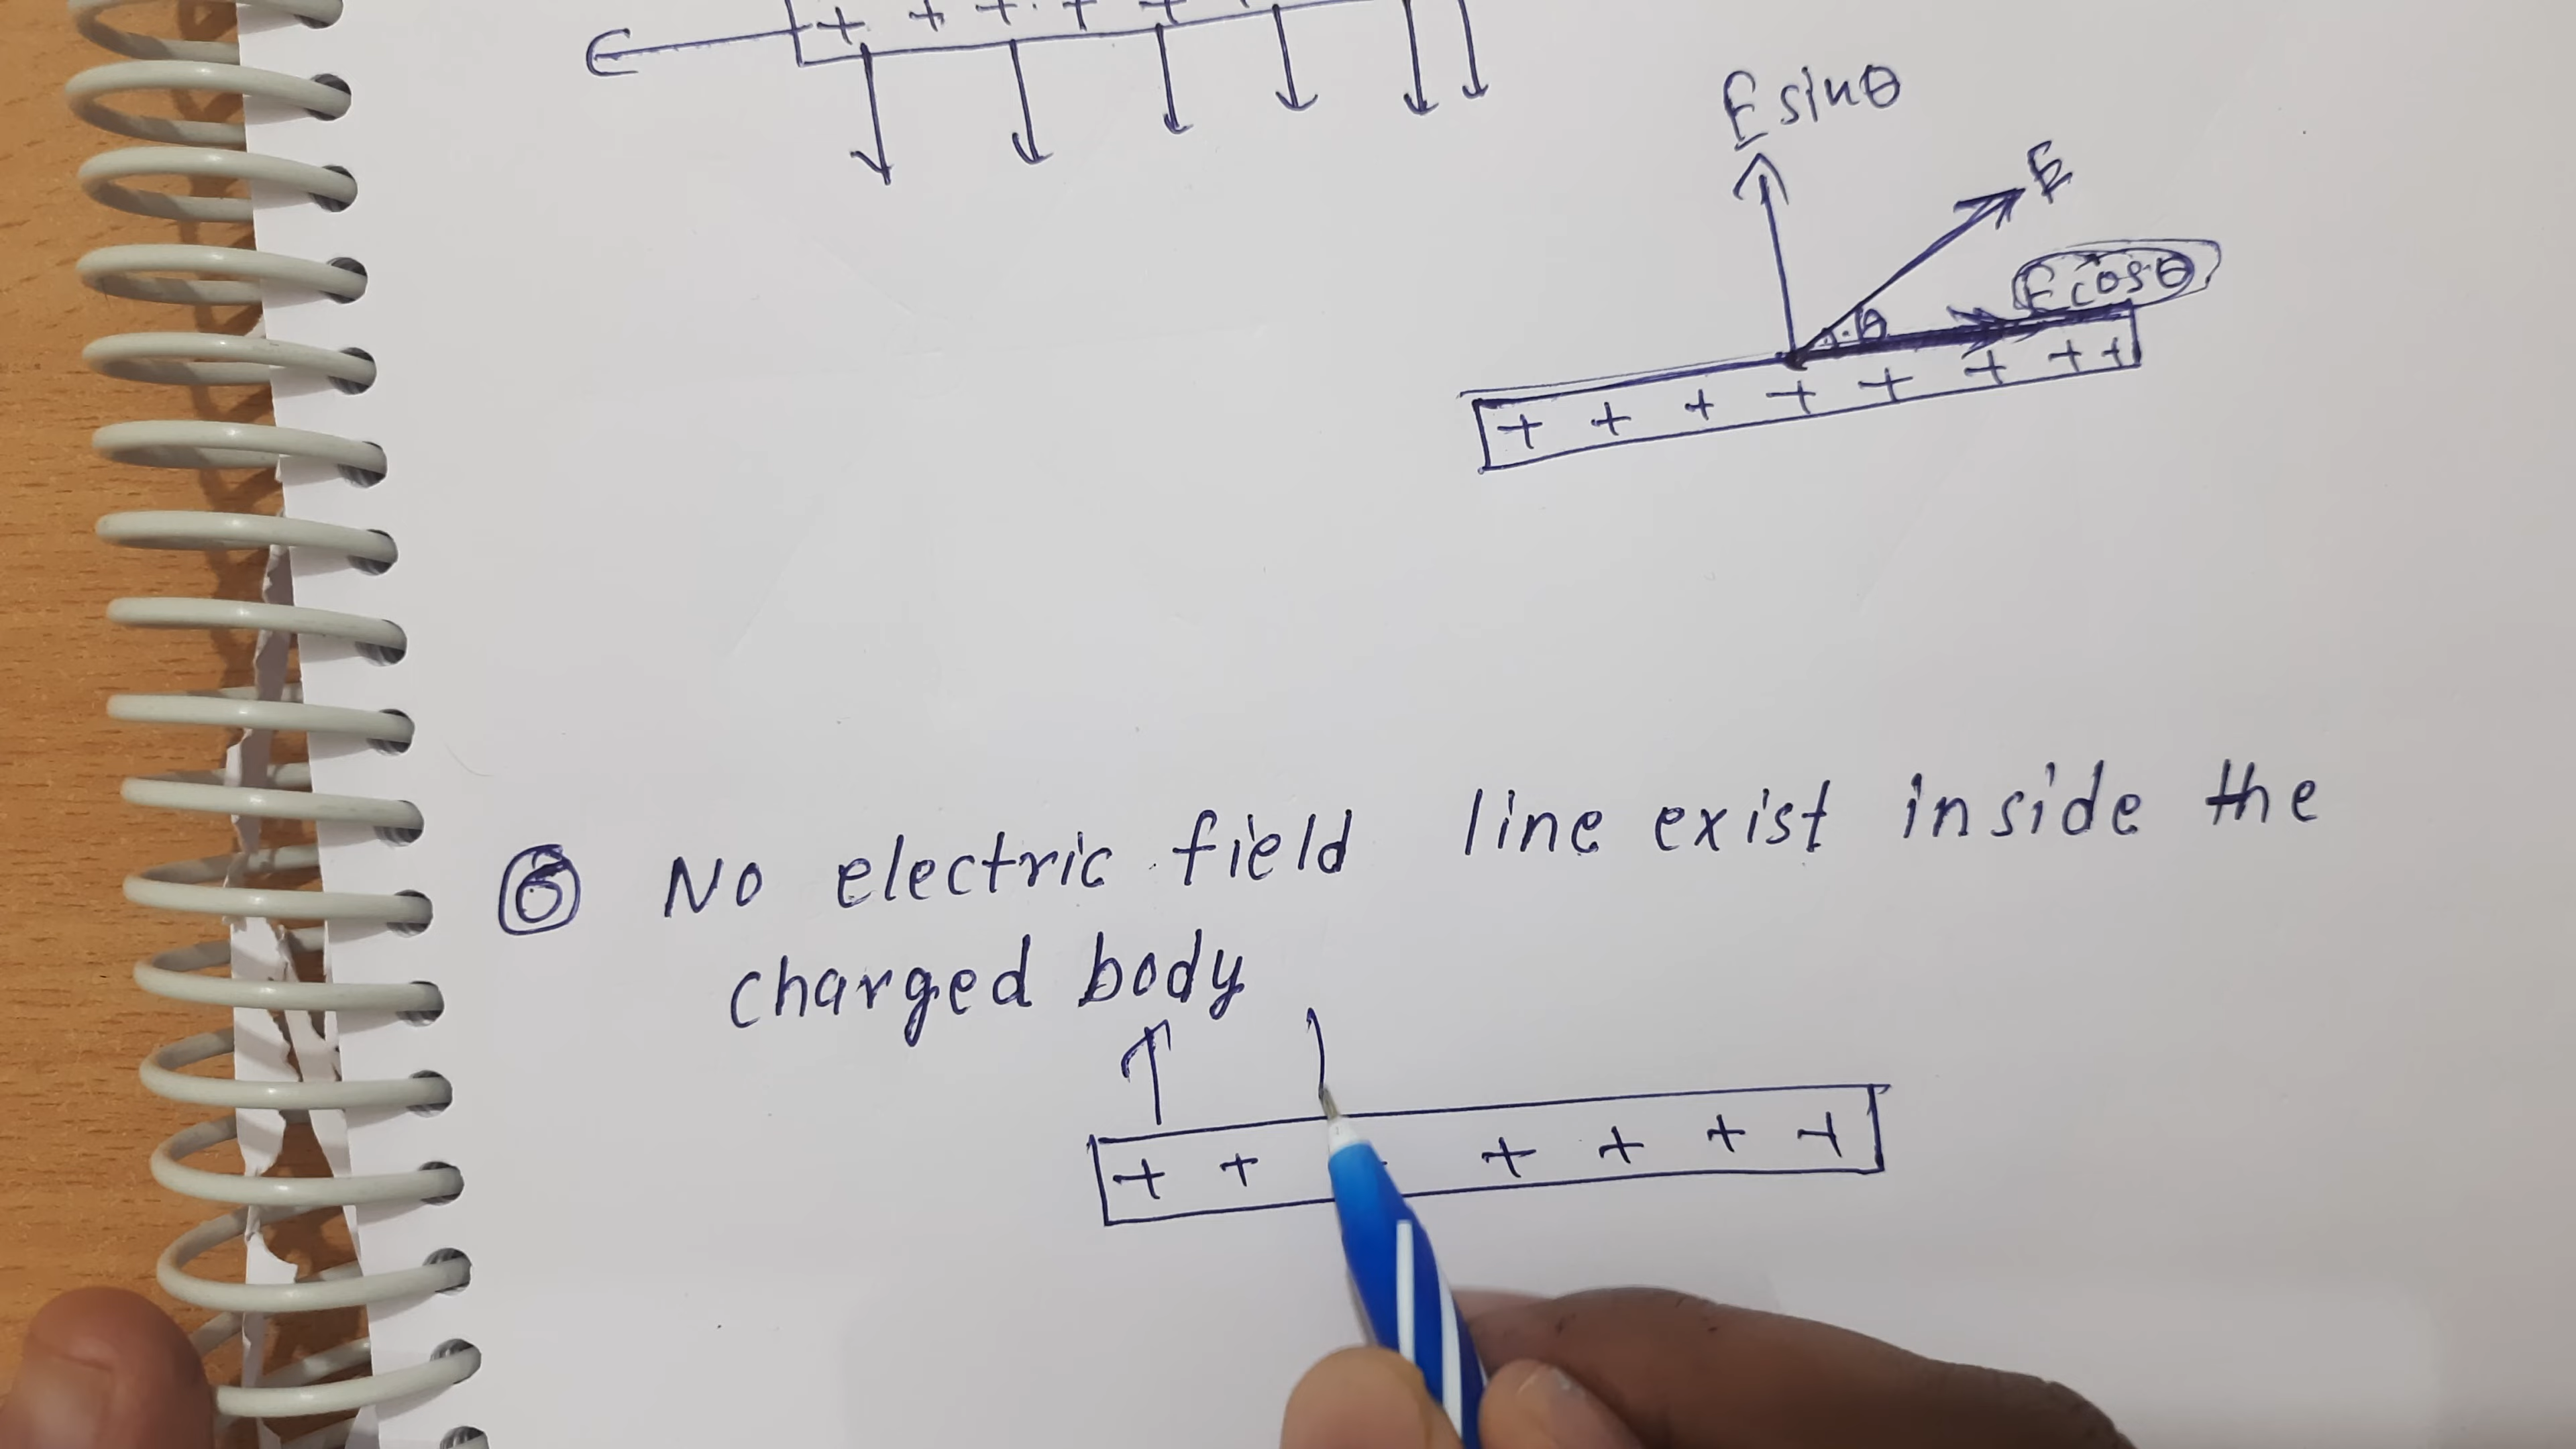 E
+ + + + +
E sinθ
E
E cosθ
θ
+ + + + + + + +
⑥ No electric field line exist inside the
charged body
+ + + + + +